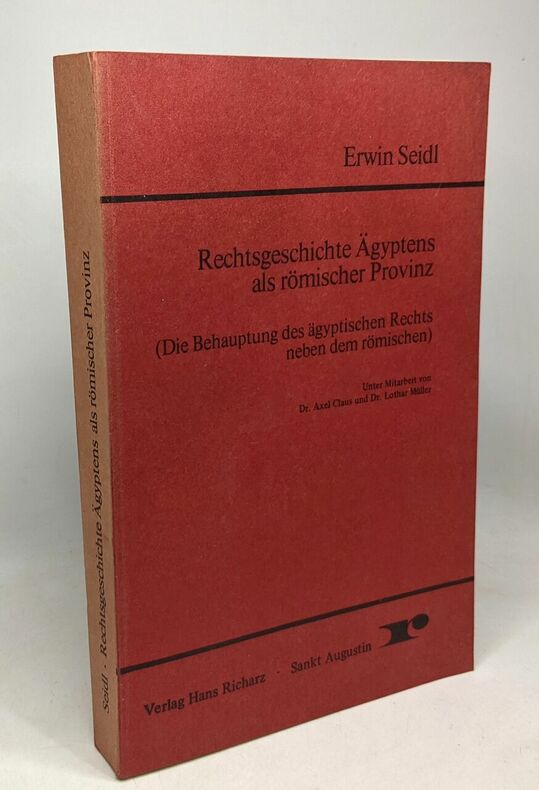 Erwin Seidl
Rechtsgeschichte Ägyptens
als römischer Provinz
(Die Behauptung des ägyptischen Rechts
neben dem römischen)
Unter Mitarbeit von
Dr. Axel Claus und Dr. Lothar Müller
Verlag Hans Richarz · Sankt Augustin r
Seidl · Rechtsgeschichte Ägyptens als römischer Provinz